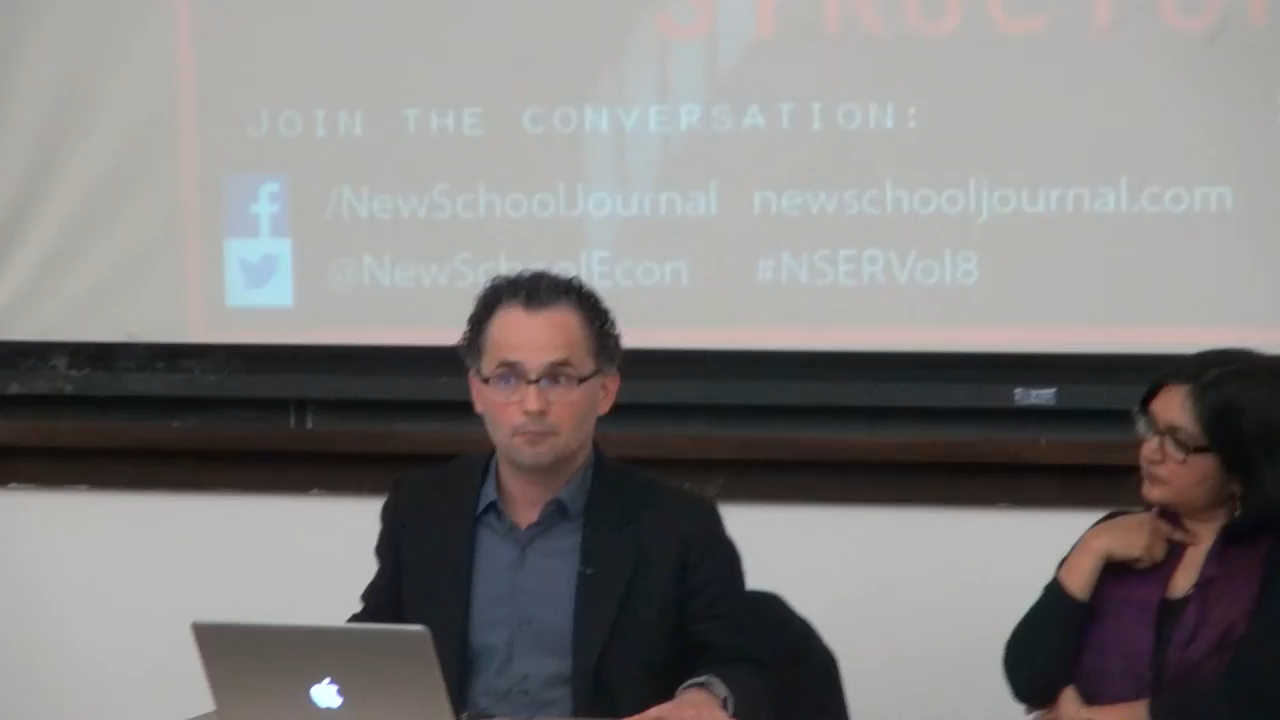 JOIN THE CONVERSATION:
/NewSchoolJournal newschooljournal.com
@NewSchoolEcon #NSERVol8